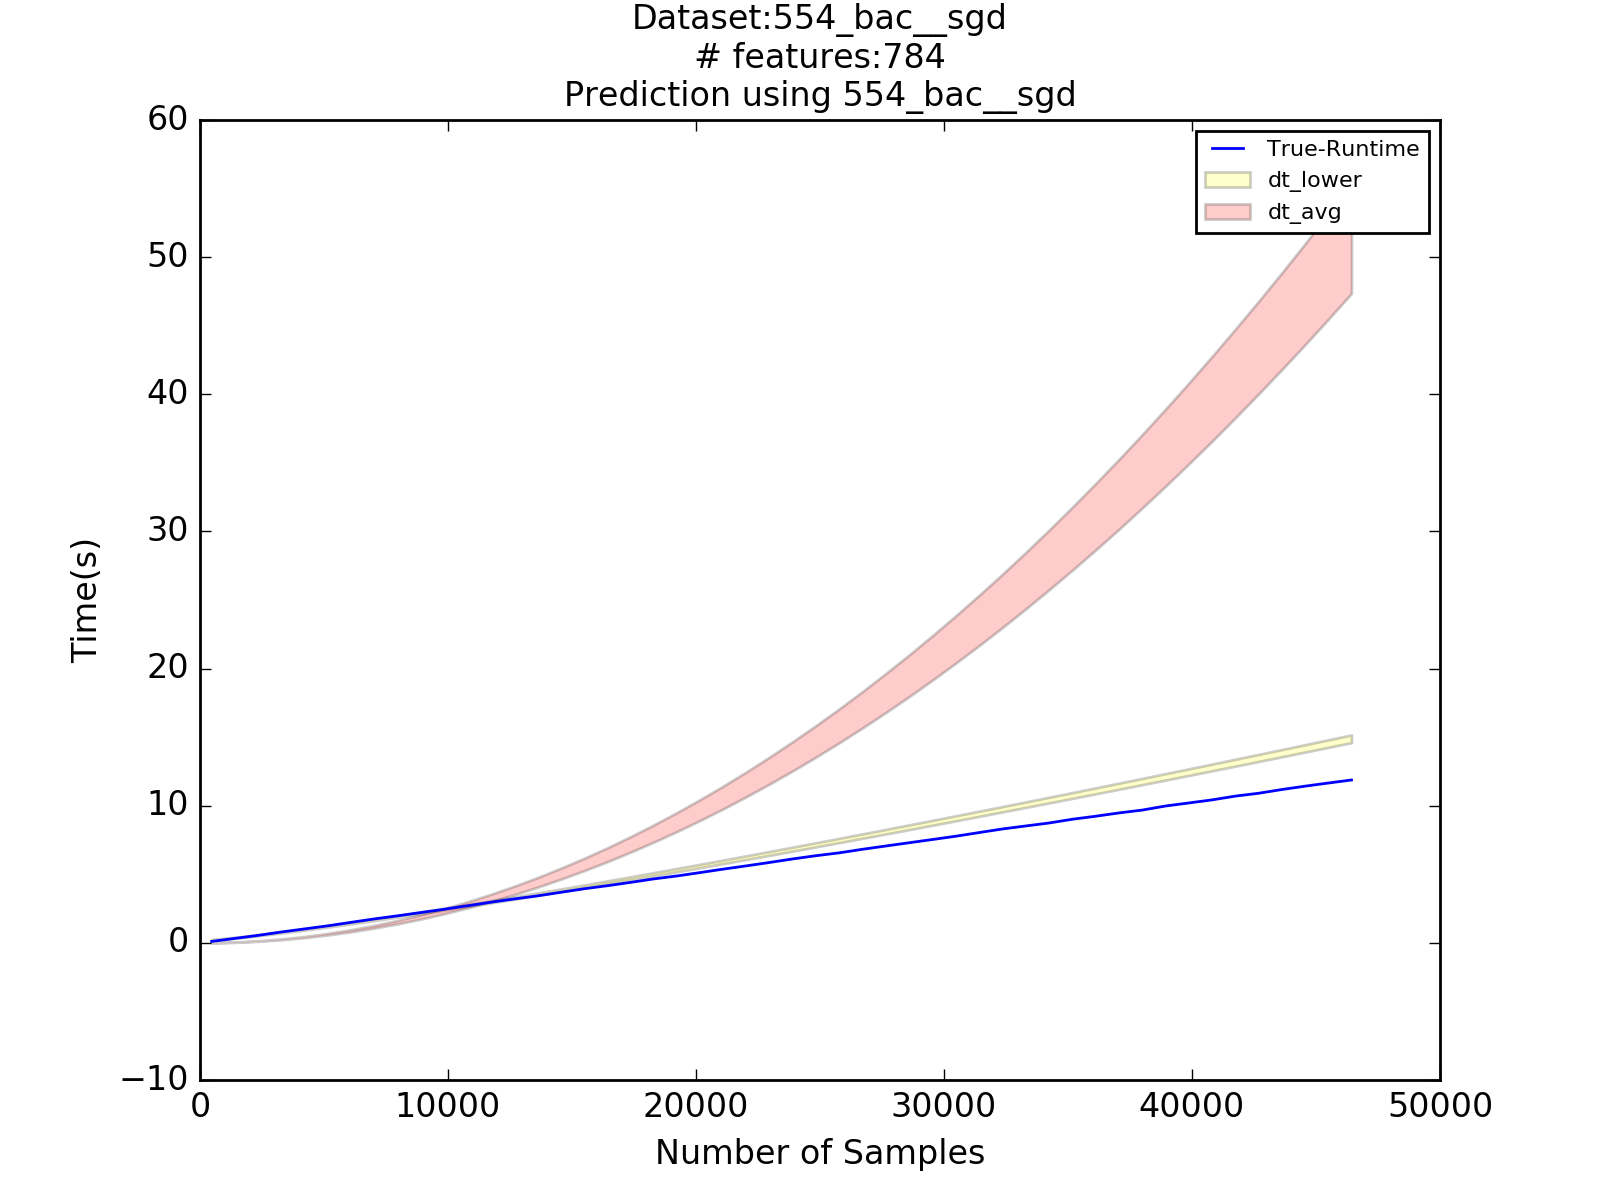 Dataset:554_bac__sgd
# features:784
Prediction using 554_bac__sgd
60
50
40
30
20
10
0
−10
0 10000 20000 30000 40000 50000
Time(s)
Number of Samples
True-Runtime
dt_lower
dt_avg